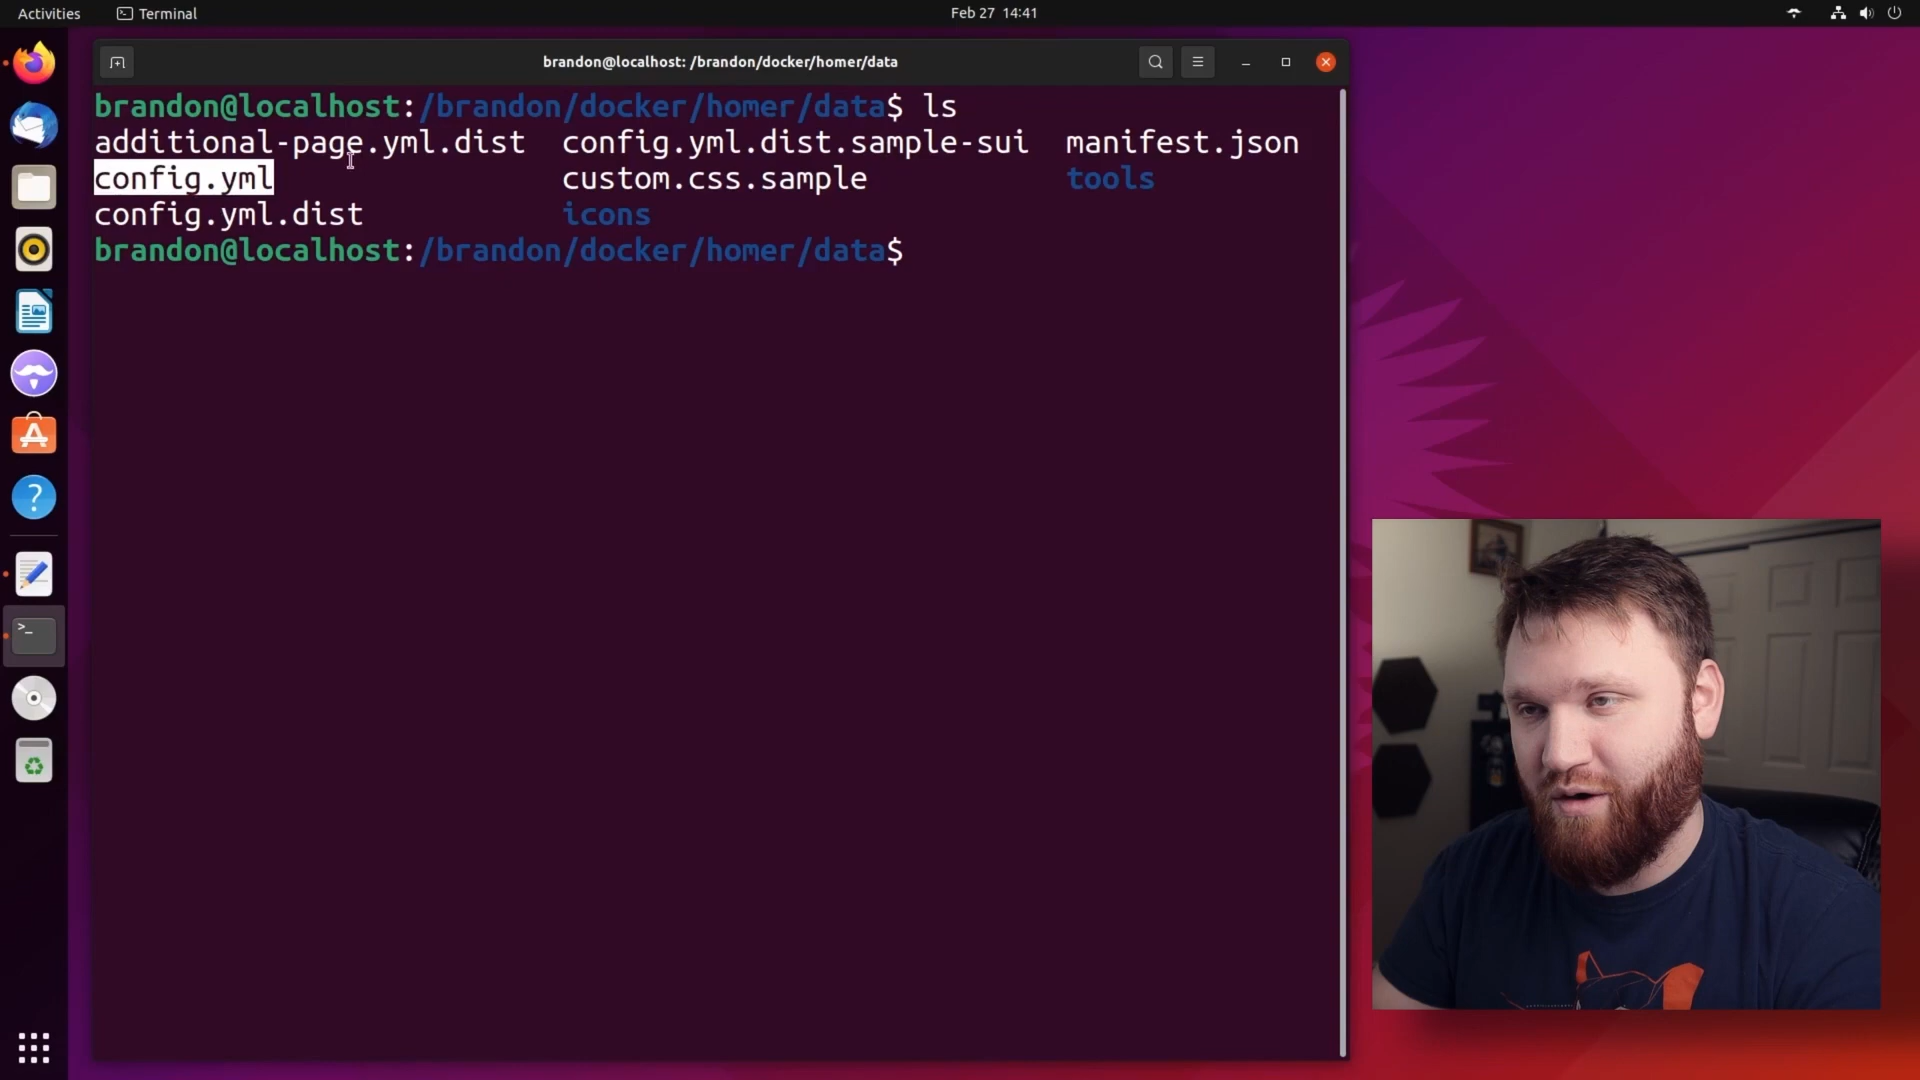 Activities Terminal Feb 27 14:41
brandon@localhost: /brandon/docker/homer/data
brandon@localhost:/brandon/docker/homer/data$ ls
additional-page.yml.dist config.yml.dist.sample-sui manifest.json
config.yml custom.css.sample tools
config.yml.dist icons
brandon@localhost:/brandon/docker/homer/data$